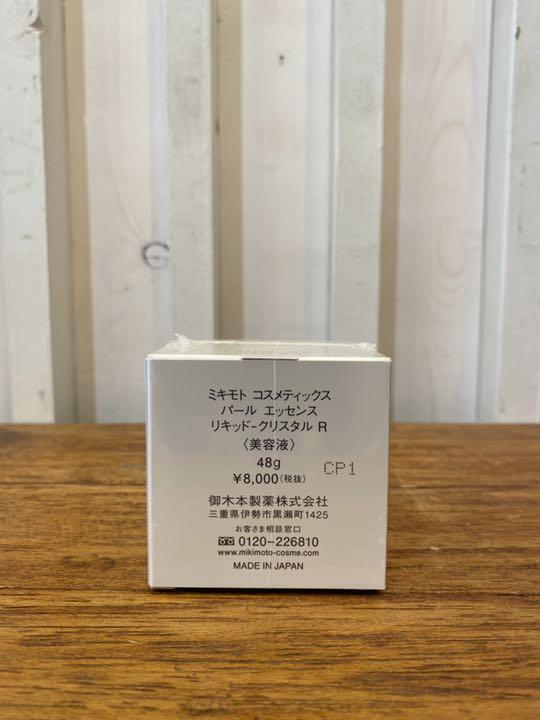 ミキモト コスメティックス
パール エッセンス
リキッド-クリスタル R
〈美容液〉
48g
CP1
¥8,000(税抜)
御木本製薬株式会社
三重県伊勢市黒瀬町1425
お客さま相談窓口
0120-226810
www.mikimoto-cosme.com
MADE IN JAPAN